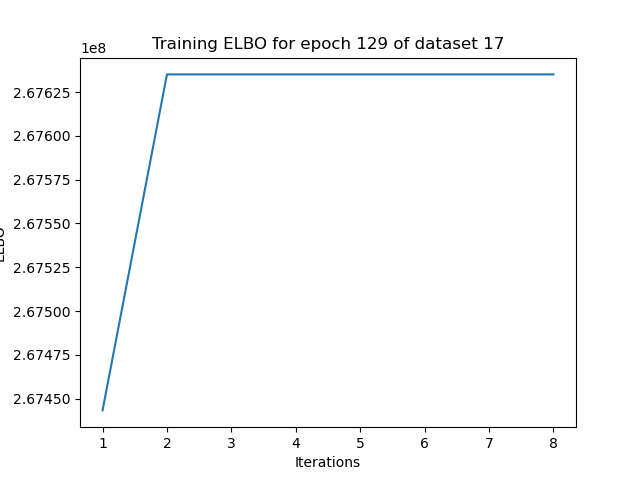 1e8
Training ELBO for epoch 129 of dataset 17
2.67625
2.67600
2.67575
2.67550
2.67525
2.67500
2.67475
2.67450
ELBO
1 2 3 4 5 6 7 8
Iterations